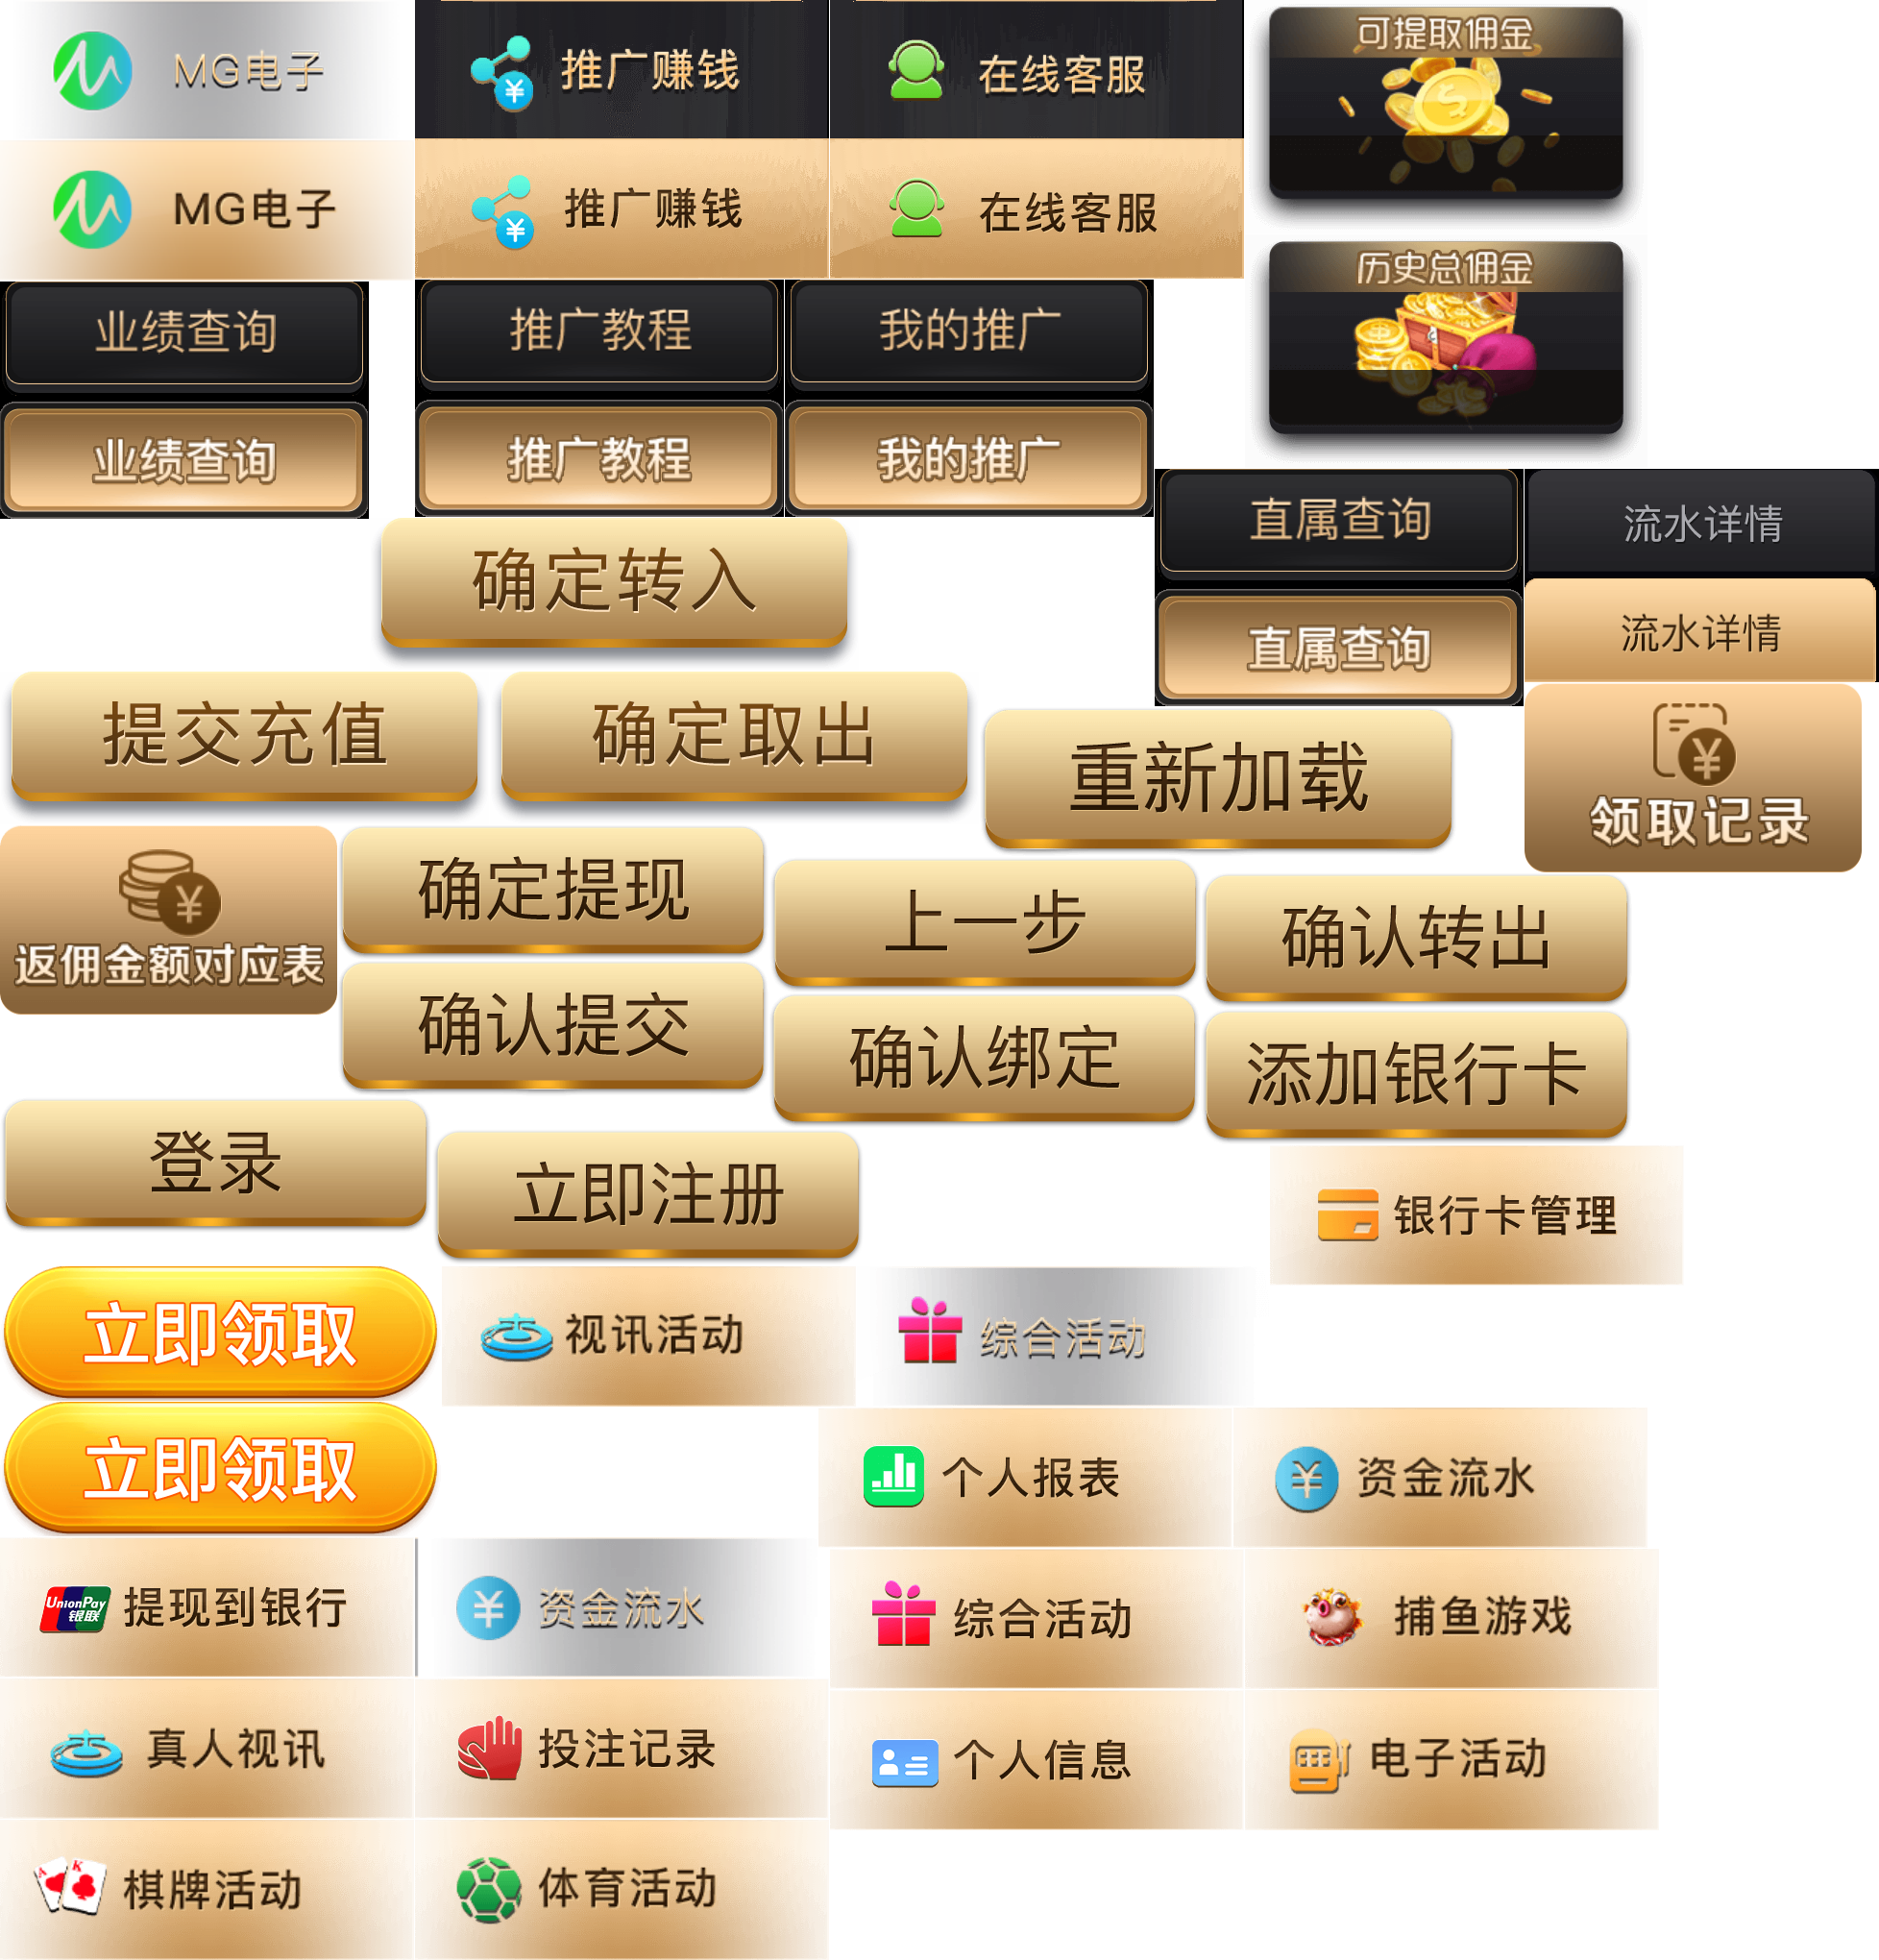 MG电子
推广赚钱
在线客服
可提取佣金
MG电子
推广赚钱
在线客服
历史总佣金
业绩查询
推广教程
我的推广
业绩查询
推广教程
我的推广
直属查询
流水详情
确定转入
直属查询
流水详情
提交充值
确定取出
重新加载
领取记录
返佣金额对应表
确定提现
上一步
确认转出
确认提交
确认绑定
添加银行卡
登录
立即注册
银行卡管理
立即领取
视讯活动
综合活动
立即领取
个人报表
资金流水
UnionPay
银联
提现到银行
资金流水
综合活动
捕鱼游戏
真人视讯
投注记录
个人信息
电子活动
A
K
棋牌活动
体育活动